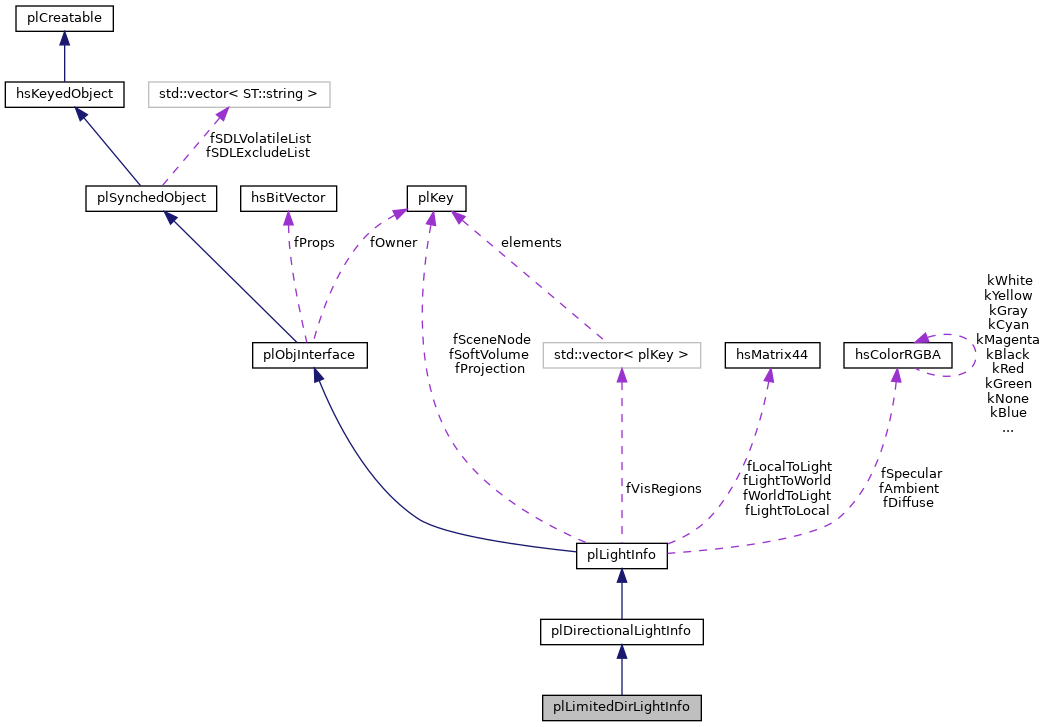 plCreatable
hsKeyedObject
std::vector< ST::string >
fSDLVolatileList
fSDLExcludeList
plSynchedObject
hsBitVector
plKey
fProps
fOwner
elements
kWhite
kYellow
kGray
kCyan
kMagenta
kBlack
kRed
kGreen
kNone
kBlue
...
plObjInterface
fSceneNode
fSoftVolume
fProjection
std::vector< plKey >
hsMatrix44
hsColorRGBA
fVisRegions
fLocalToLight
fLightToWorld
fWorldToLight
fLightToLocal
fSpecular
fAmbient
fDiffuse
plLightInfo
plDirectionalLightInfo
plLimitedDirLightInfo